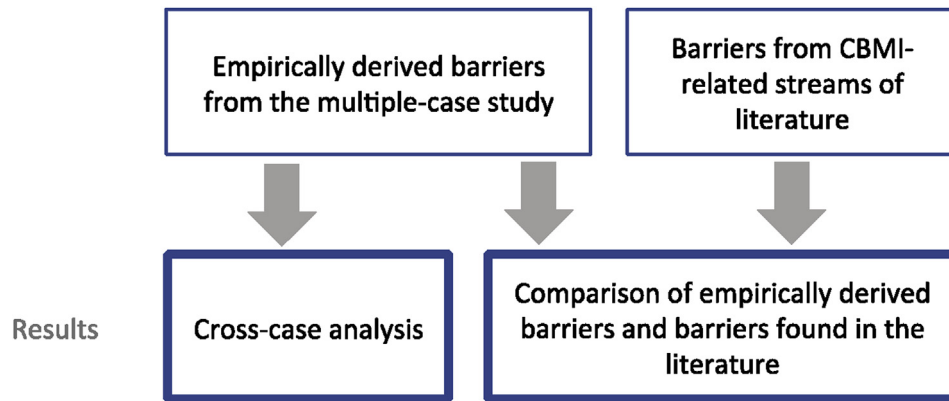 Empirically derived barriers
from the multiple-case study
Barriers from CBMI-
related streams of
literature
Results
Cross-case analysis
Comparison of empirically derived
barriers and barriers found in the
literature